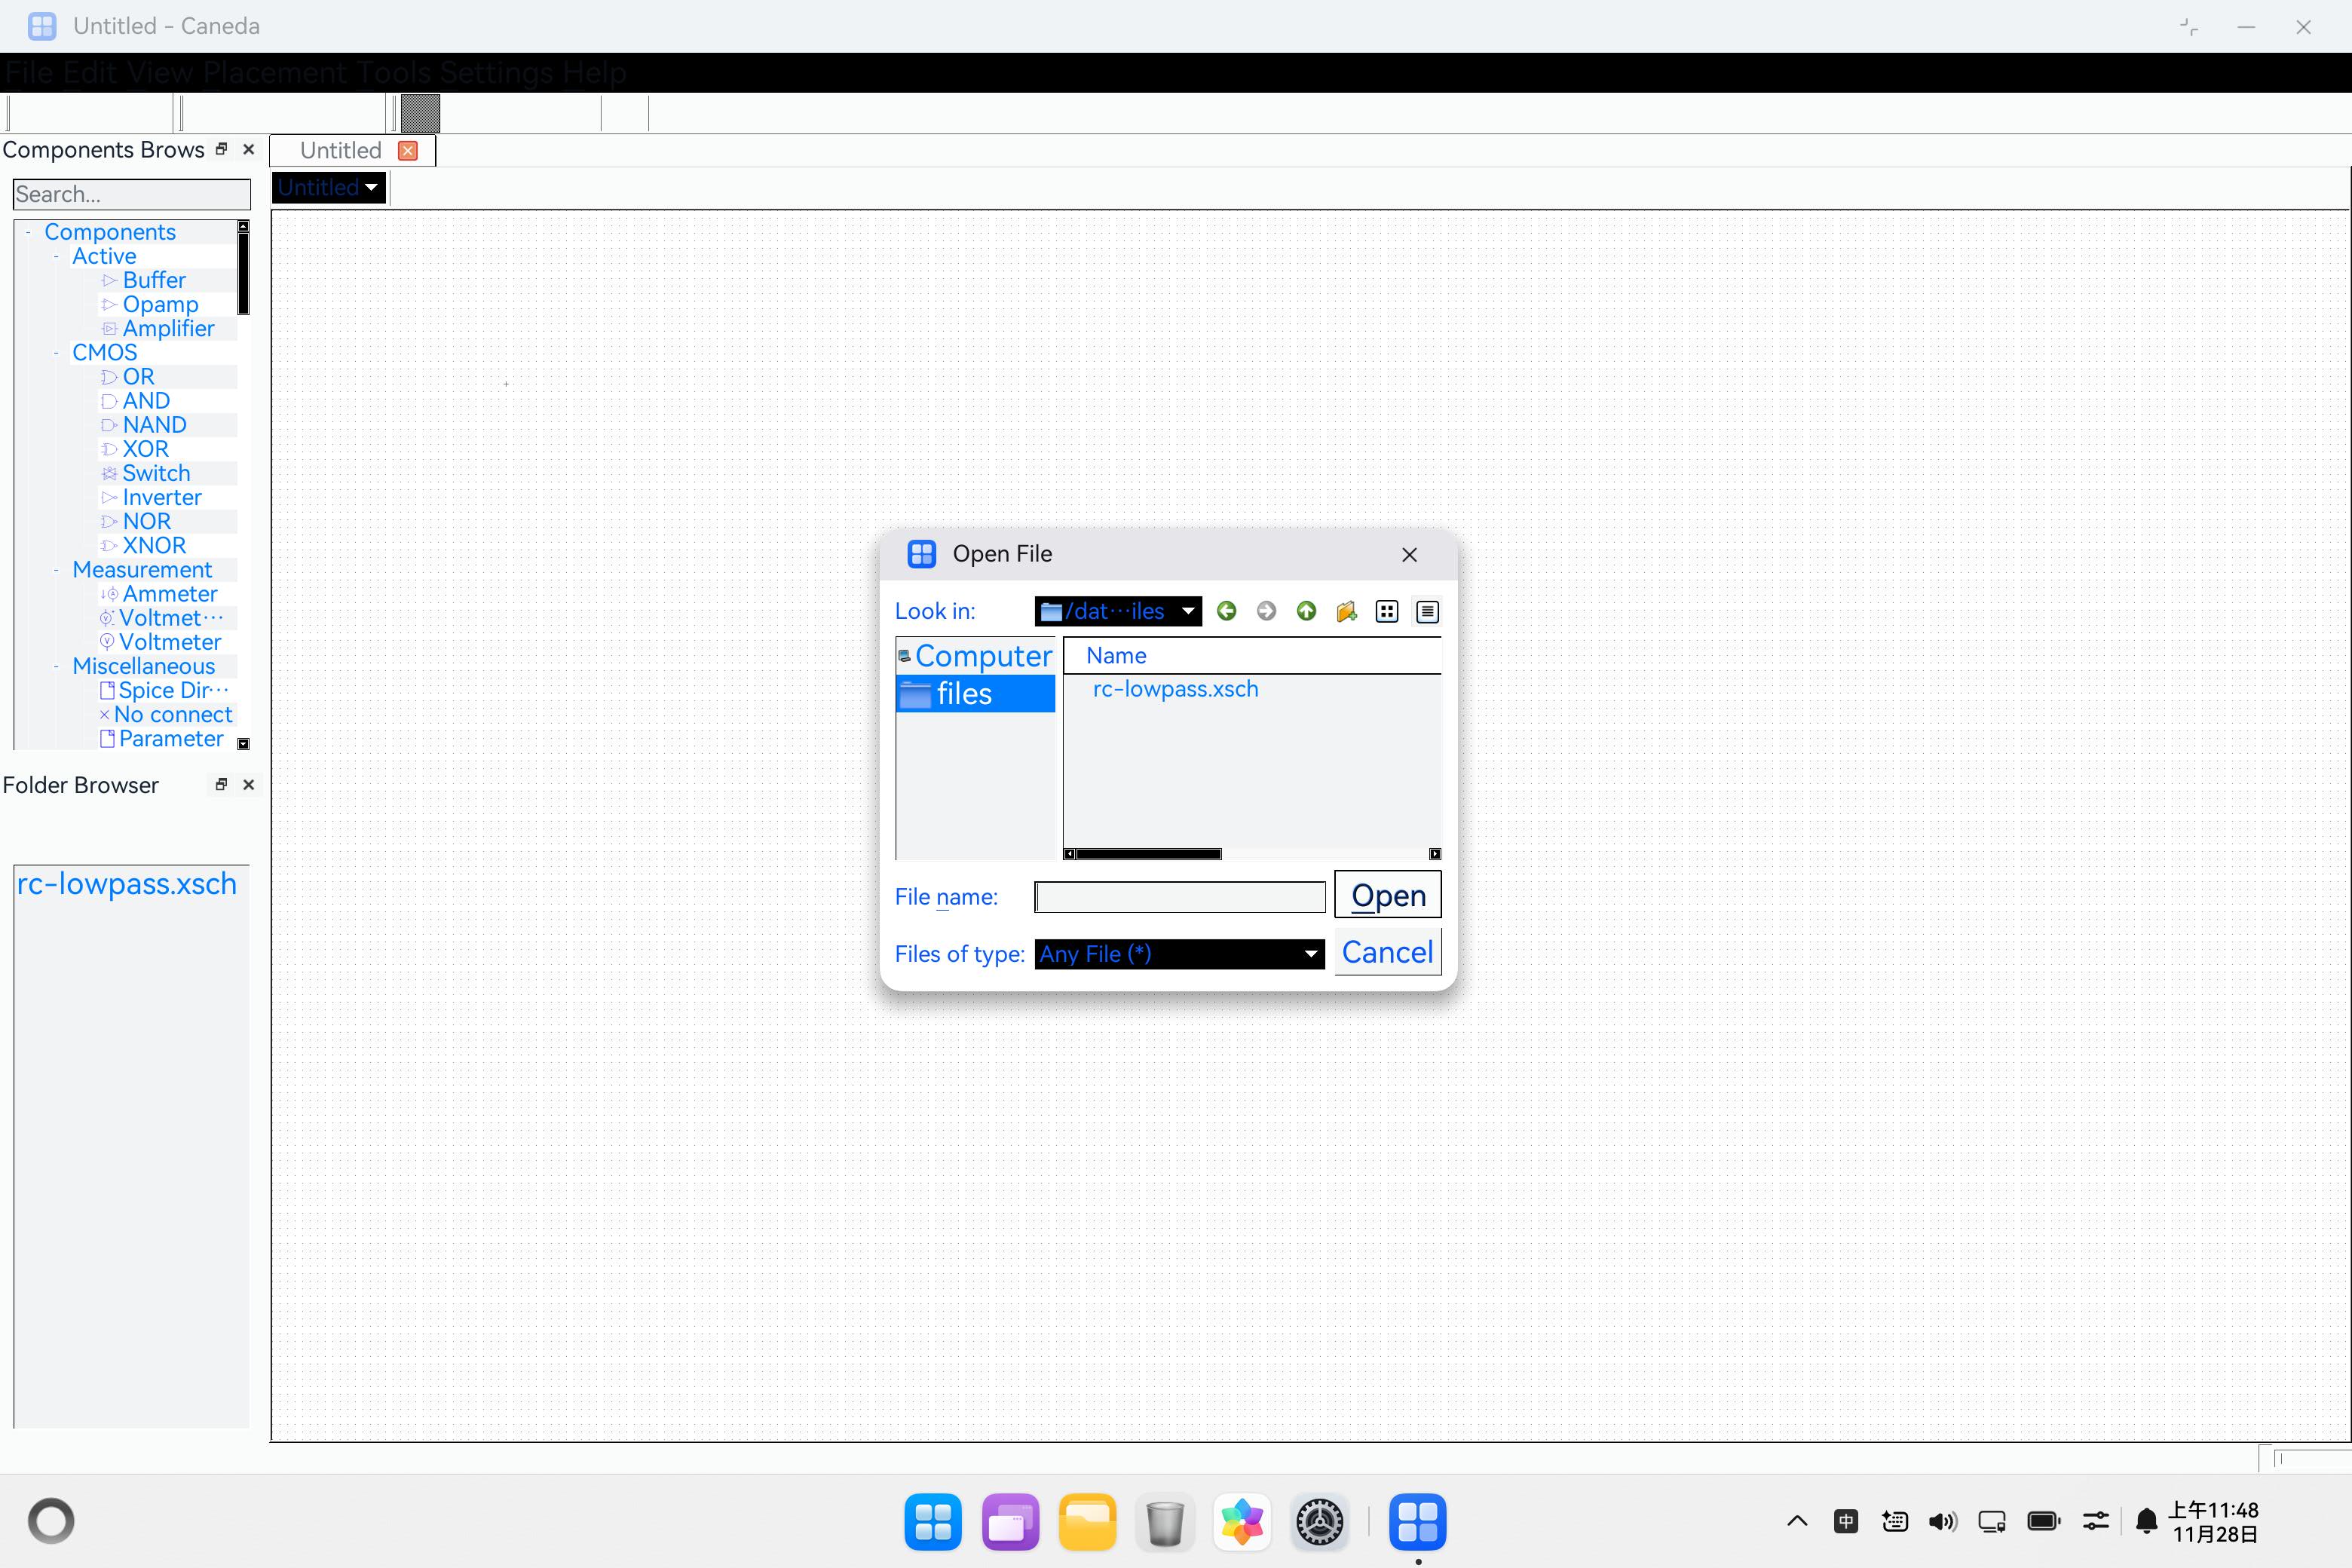 Untitled - Caneda
File Edit View Placement Tools Settings Help
Components Brows
Untitled
Untitled
Search...
Components
Active
Buffer
Opamp
Amplifier
CMOS
OR
AND
NAND
XOR
Switch
Inverter
NOR
XNOR
Measurement
Ammeter
Voltmet···
Voltmeter
Miscellaneous
Spice Dir···
No connect
Parameter
Folder Browser
rc-lowpass.xsch
Open File
Look in:
/dat···iles
Computer
files
Name
rc-lowpass.xsch
File name:
Open
Files of type:
Any File (*)
Cancel
中
上午11:48
11月28日